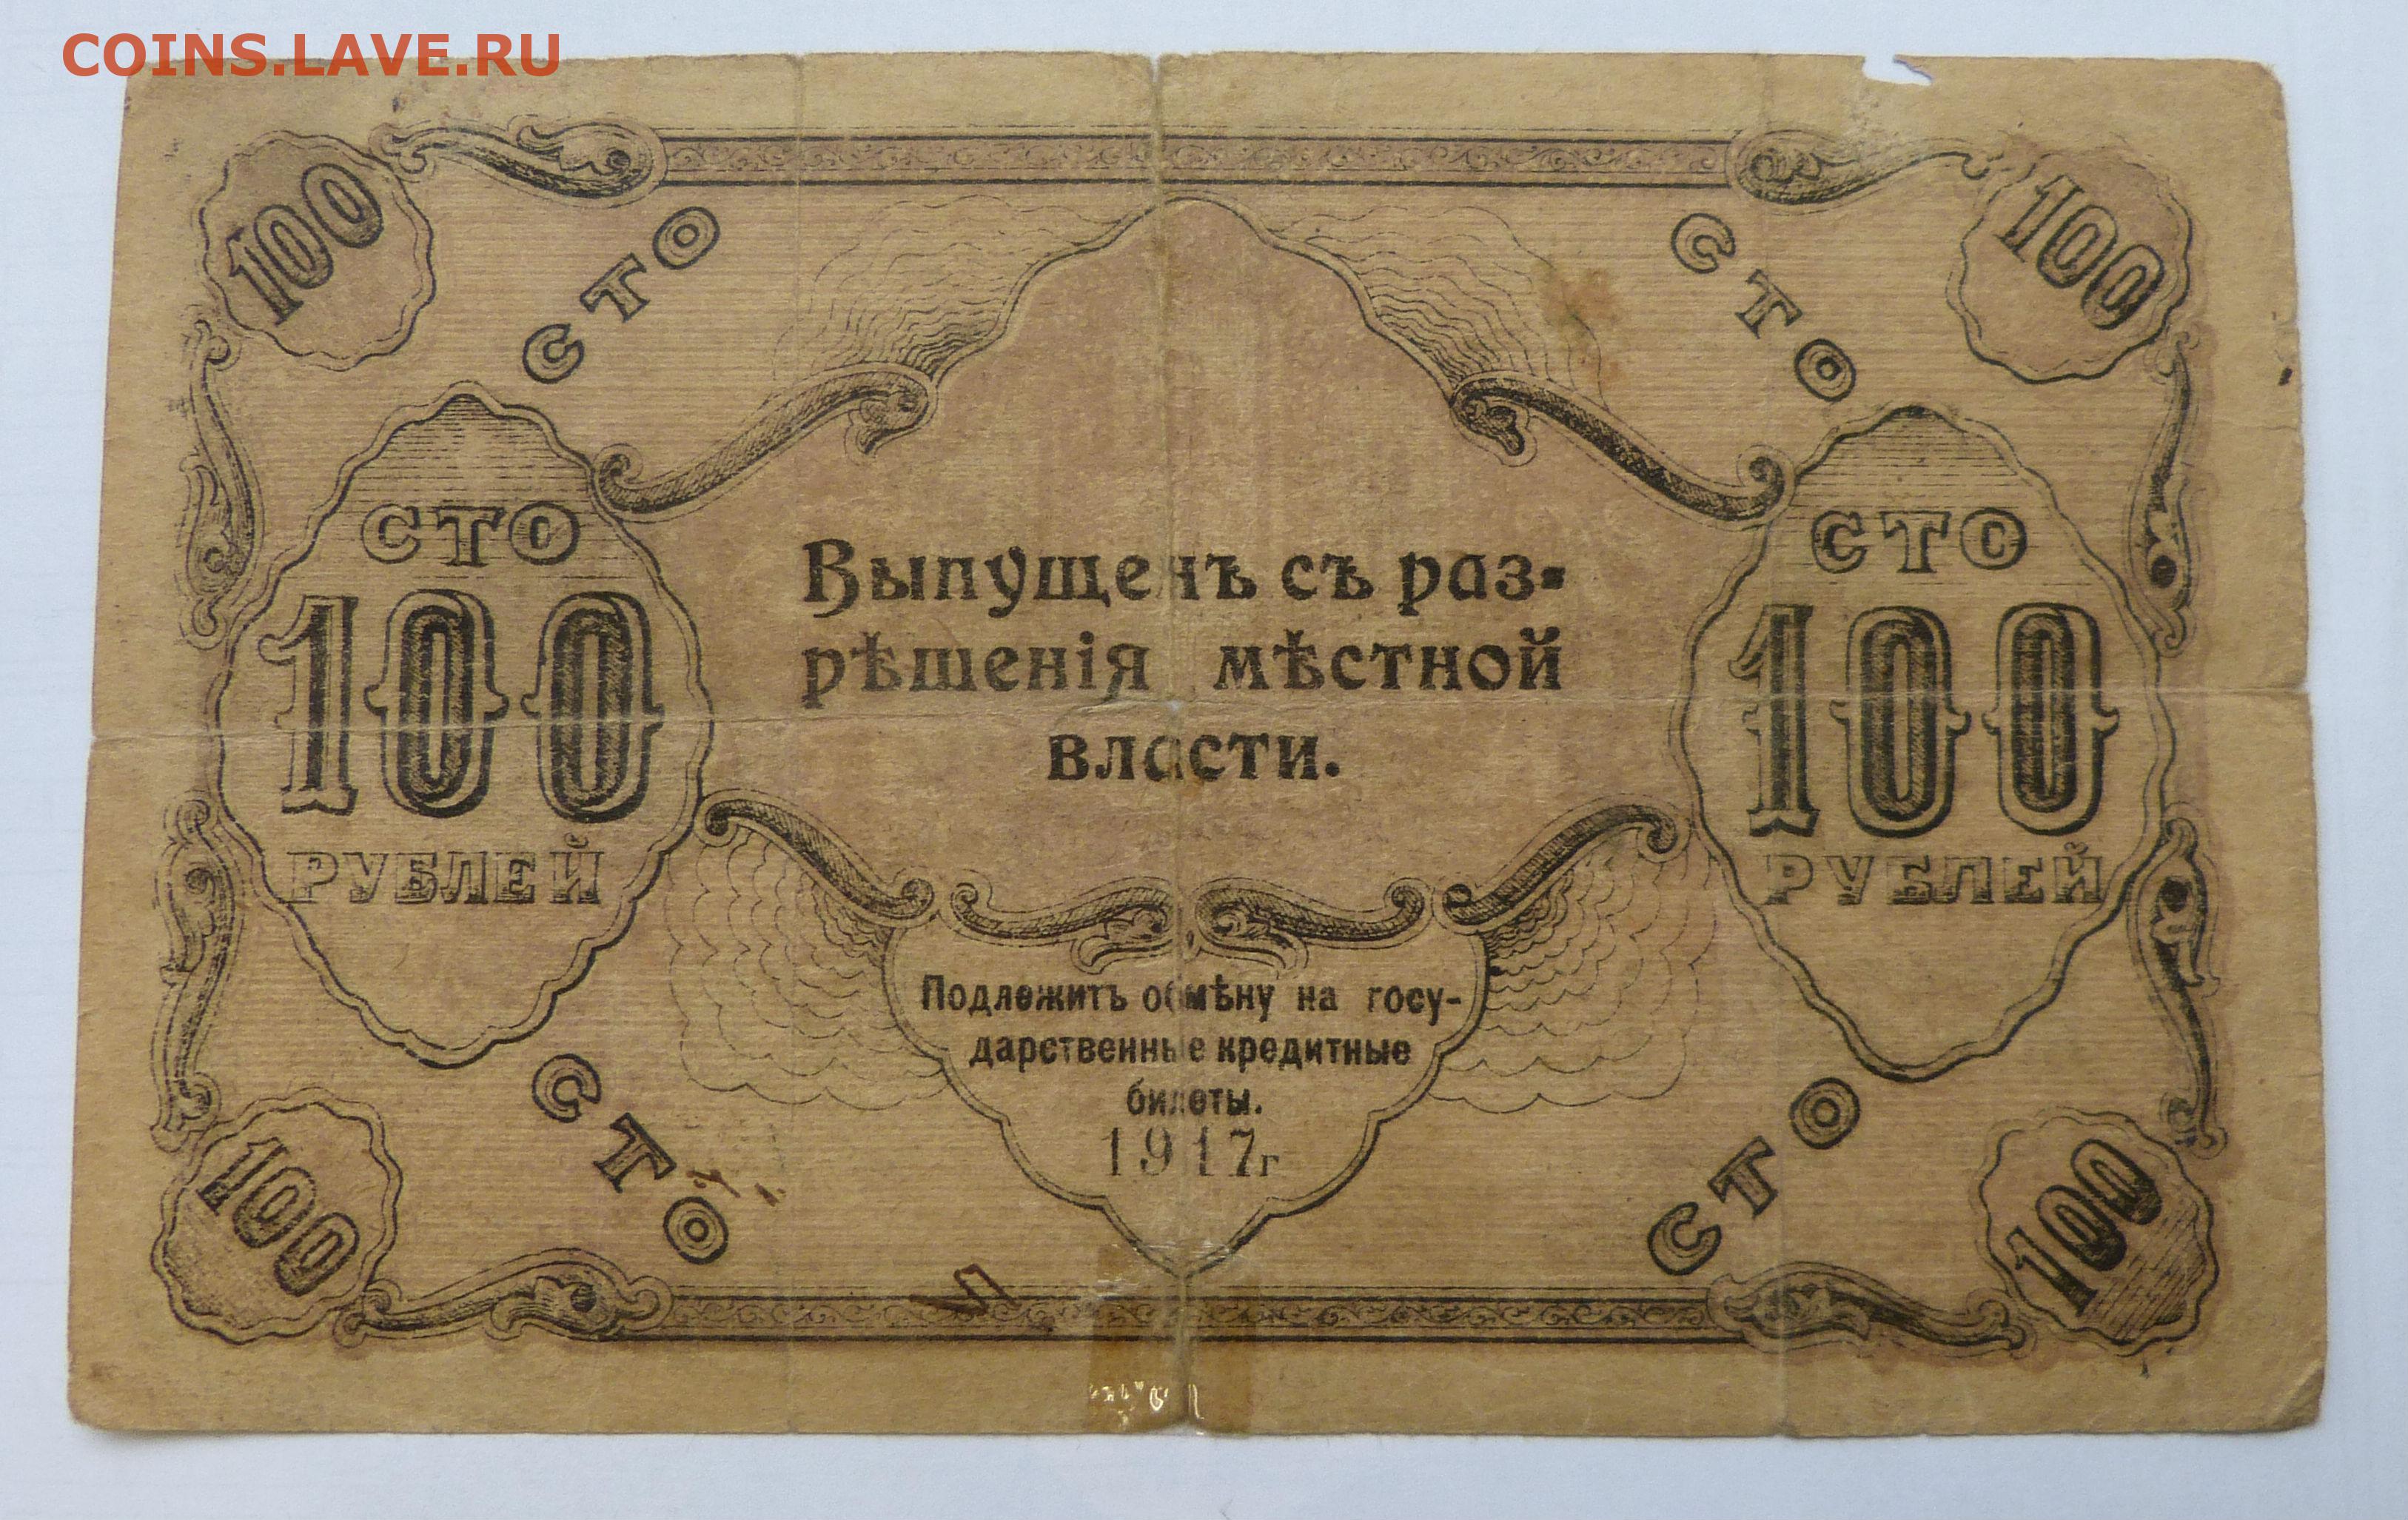 COINS.LAVE.RU
100
СТО
СТО
100
СТО
100
РУБЛЕЙ
Выпущенъ съ раз-
рѣшенія мѣстной
власти.
СТО
100
РУБЛЕЙ
Подлежитъ обмѣну на госу-
дарственные кредитные
билеты.
1917г
СТО
СТО
100
100